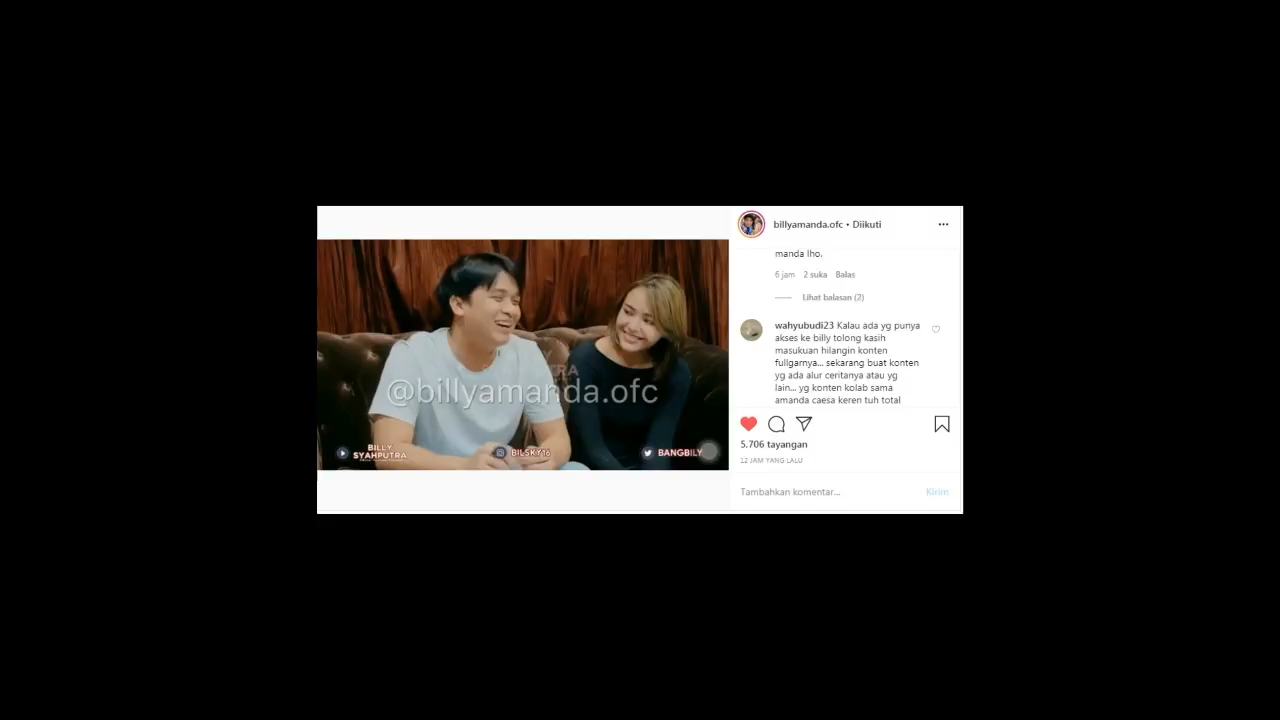 billyamanda.ofc • Diikuti
manda lho.
6 jam 2 suka Balas
Lihat balasan (2)
wahyubudi23 Kalau ada yg punya
akses ke billy tolong kasih
masukuan hilangin konten
fullgarnya... sekarang buat konten
yg ada alur ceritanya atau yg
lain... yg konten kolab sama
amanda caesa keren tuh total
5.706 tayangan
12 JAM YANG LALU
Tambahkan komentar... Kirim
@billyamanda.ofc
BILLY
SYAHPUTRA
BILSKY16
BANGBILY